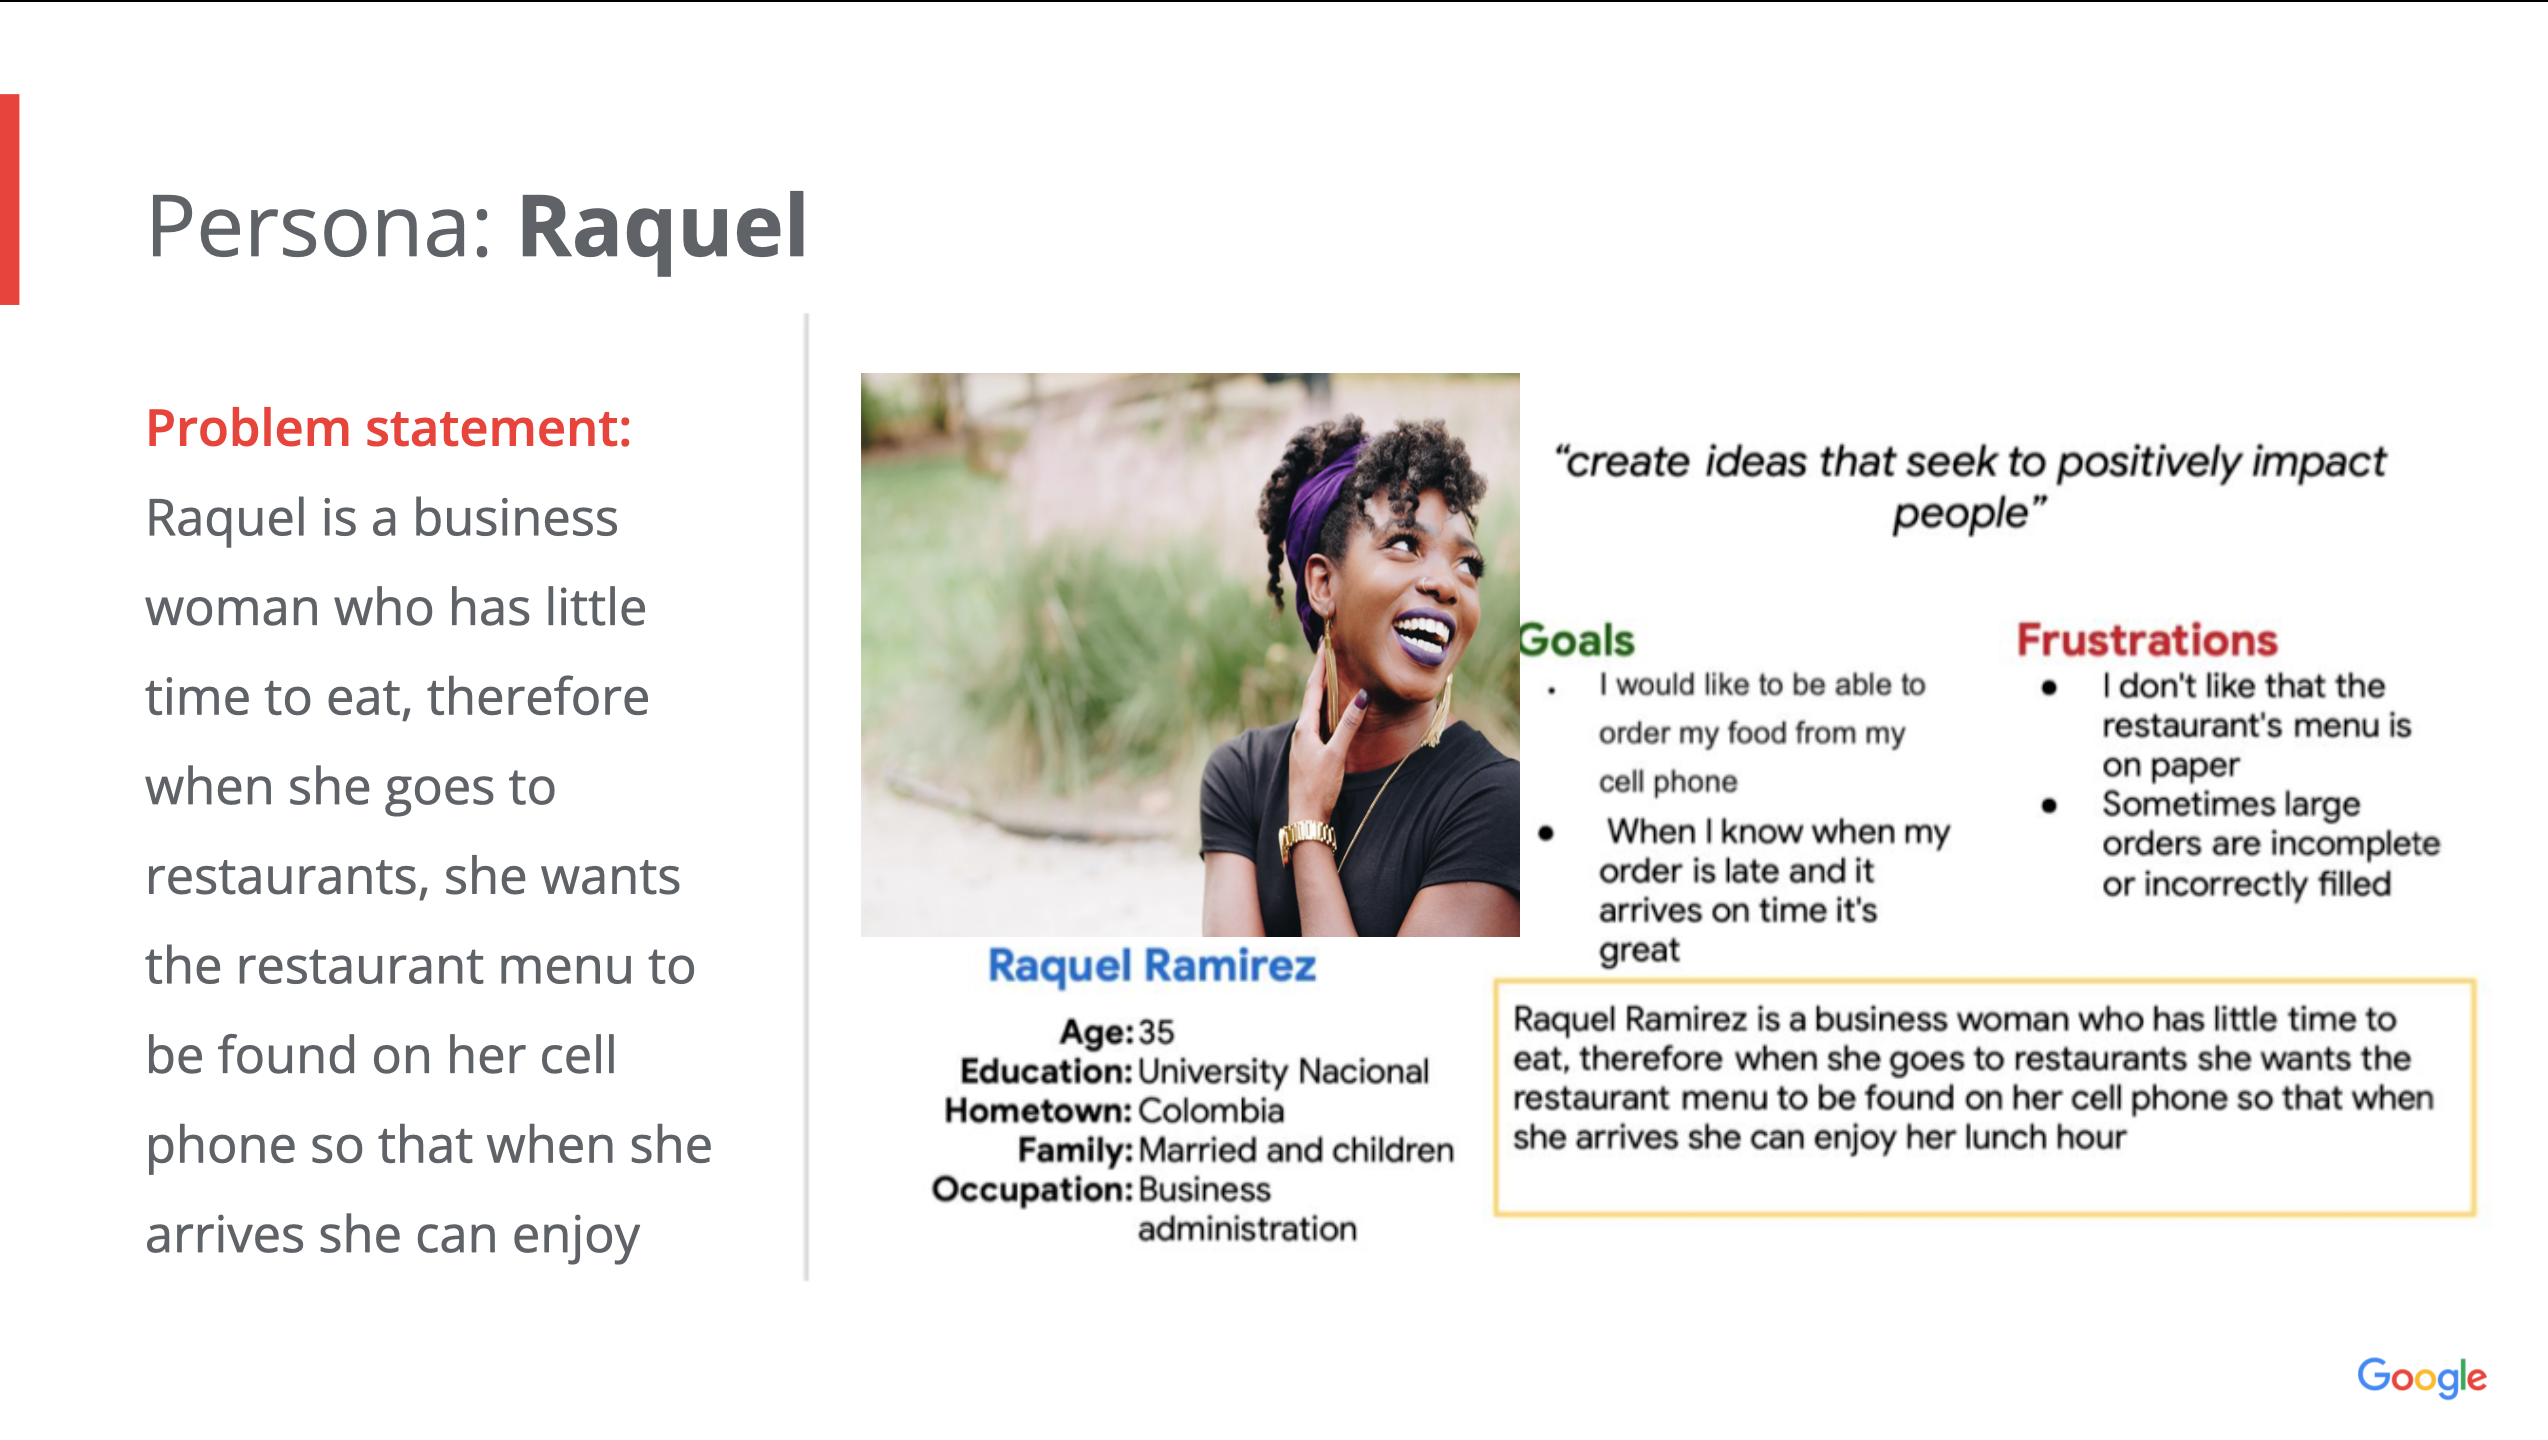 Persona: Raquel
Problem statement:
Raquel is a business
woman who has little
time to eat, therefore
when she goes to
restaurants, she wants
the restaurant menu to
be found on her cell
phone so that when she
arrives she can enjoy
Raquel Ramirez
Age: 35
Education: University Nacional
Hometown: Colombia
Family: Married and children
Occupation: Business
administration
“create ideas that seek to positively impact
people”
Goals
. I would like to be able to
order my food from my
cell phone
● When I know when my
order is late and it
arrives on time it's
great
Frustrations
● I don't like that the
restaurant's menu is
on paper
● Sometimes large
orders are incomplete
or incorrectly filled
Raquel Ramirez is a business woman who has little time to
eat, therefore when she goes to restaurants she wants the
restaurant menu to be found on her cell phone so that when
she arrives she can enjoy her lunch hour
Google